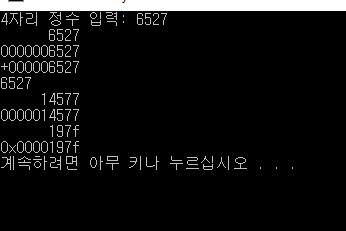 4자리 정수 입력: 6527
6527
0000006527
+000006527
6527
14577
0000014577
197f
0x0000197f
계속하려면 아무 키나 누르십시오 . . .